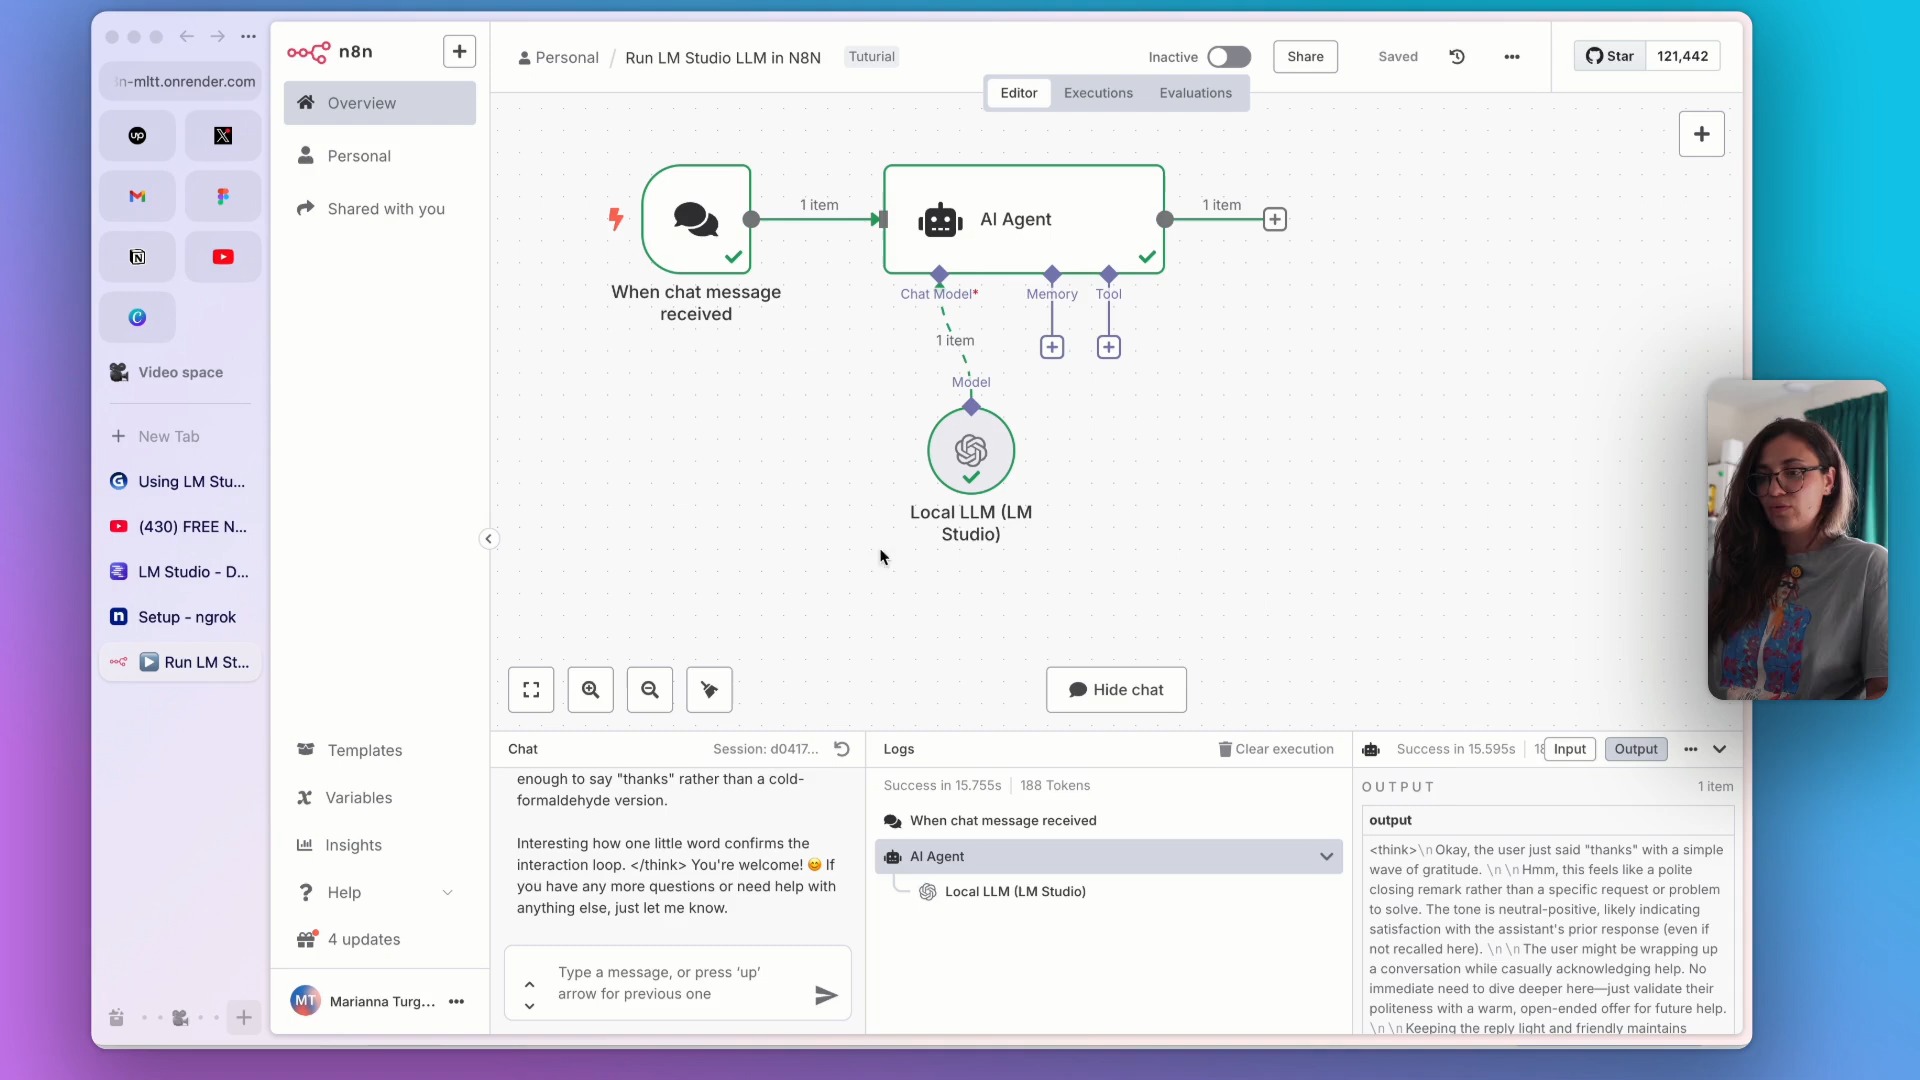 n-mltt.onrender.com
up
Video space
New Tab
Using LM Stu...
(430) FREE N...
LM Studio - D...
Setup - ngrok
Run LM St...
n8n
Overview
Personal
Shared with you
Templates
Variables
Insights
Help
4 updates
MT
Marianna Turg...
Personal / Run LM Studio LLM in N8N
Tuturial
Inactive
Share
Saved
Star
121,442
Editor
Executions
Evaluations
1 item
AI Agent
1 item
When chat message
received
Chat Model*
Memory
Tool
1 item
Model
Local LLM (LM
Studio)
Hide chat
Chat
Session: d0417...
enough to say "thanks" rather than a cold-
formaldehyde version.
Interesting how one little word confirms the
interaction loop. </think> You're welcome! 😊 If
you have any more questions or need help with
anything else, just let me know.
Type a message, or press ‘up’
arrow for previous one
Logs
Clear execution
Success in 15.755s
188 Tokens
When chat message received
AI Agent
Local LLM (LM Studio)
Success in 15.595s
18
Input
Output
OUTPUT
1 item
output
<think>\n Okay, the user just said "thanks" with a simple
wave of gratitude. \n\n Hmm, this feels like a polite
closing remark rather than a specific request or problem
to solve. The tone is neutral-positive, likely indicating
satisfaction with the assistant's prior response (even if
not recalled here). \n\n The user might be wrapping up
a conversation while casually acknowledging help. No
immediate need to dive deeper here—just validate their
politeness with a warm, open-ended offer for future help.
\n\n Keeping the reply light and friendly maintains